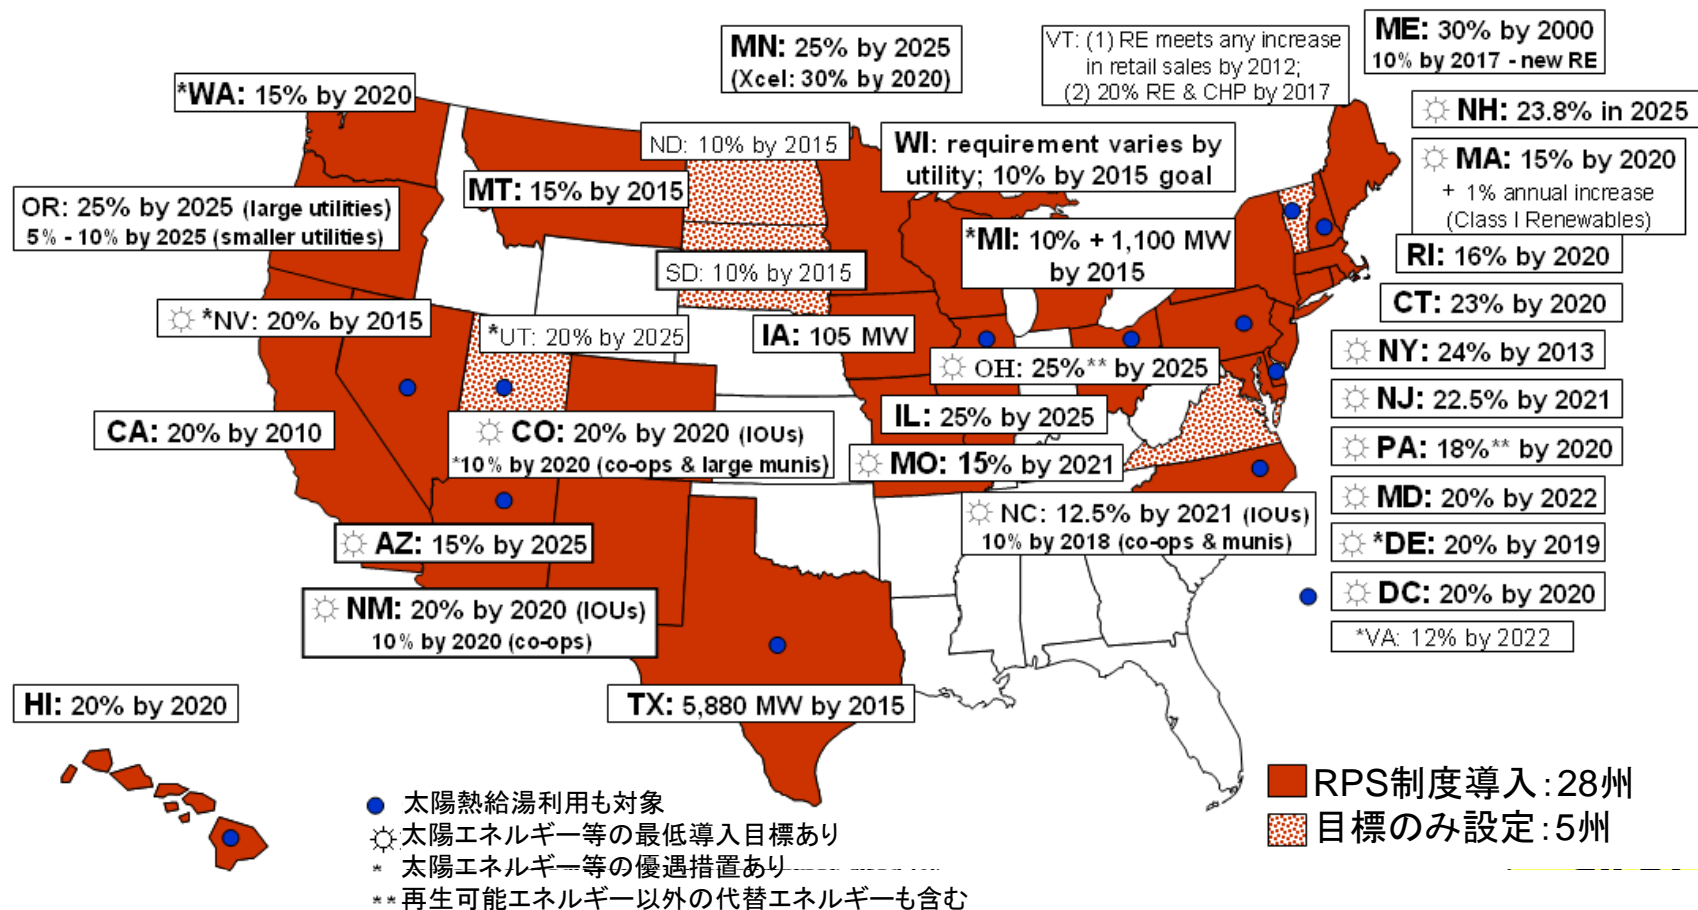 MN: 25% by 2025
(Xcel: 30% by 2020)
VT: (1) RE meets any increase
in retail sales by 2012;
(2) 20% RE & CHP by 2017
ME: 30% by 2000
10% by 2017 - new RE
*WA: 15% by 2020
☼ NH: 23.8% in 2025
ND: 10% by 2015
WI: requirement varies by
utility; 10% by 2015 goal
☼ MA: 15% by 2020
+ 1% annual increase
(Class I Renewables)
MT: 15% by 2015
OR: 25% by 2025 (large utilities)
5% - 10% by 2025 (smaller utilities)
*MI: 10% + 1,100 MW
by 2015
RI: 16% by 2020
SD: 10% by 2015
CT: 23% by 2020
☼ *NV: 20% by 2015
*UT: 20% by 2025
IA: 105 MW
☼ NY: 24% by 2013
☼ OH: 25%** by 2025
☼ NJ: 22.5% by 2021
CA: 20% by 2010
☼ CO: 20% by 2020 (IOUs)
*10% by 2020 (co-ops & large munis)
IL: 25% by 2025
☼ PA: 18%** by 2020
☼ MO: 15% by 2021
☼ MD: 20% by 2022
☼ NC: 12.5% by 2021 (IOUs)
10% by 2018 (co-ops & munis)
☼ AZ: 15% by 2025
☼ *DE: 20% by 2019
☼ NM: 20% by 2020 (IOUs)
10% by 2020 (co-ops)
☼ DC: 20% by 2020
*VA: 12% by 2022
HI: 20% by 2020
TX: 5,880 MW by 2015
RPS制度導入：28州
目標のみ設定：5州
● 太陽熱給湯利用も対象
☼ 太陽エネルギー等の最低導入目標あり
* 太陽エネルギー等の優遇措置あり
** 再生可能エネルギー以外の代替エネルギーも含む